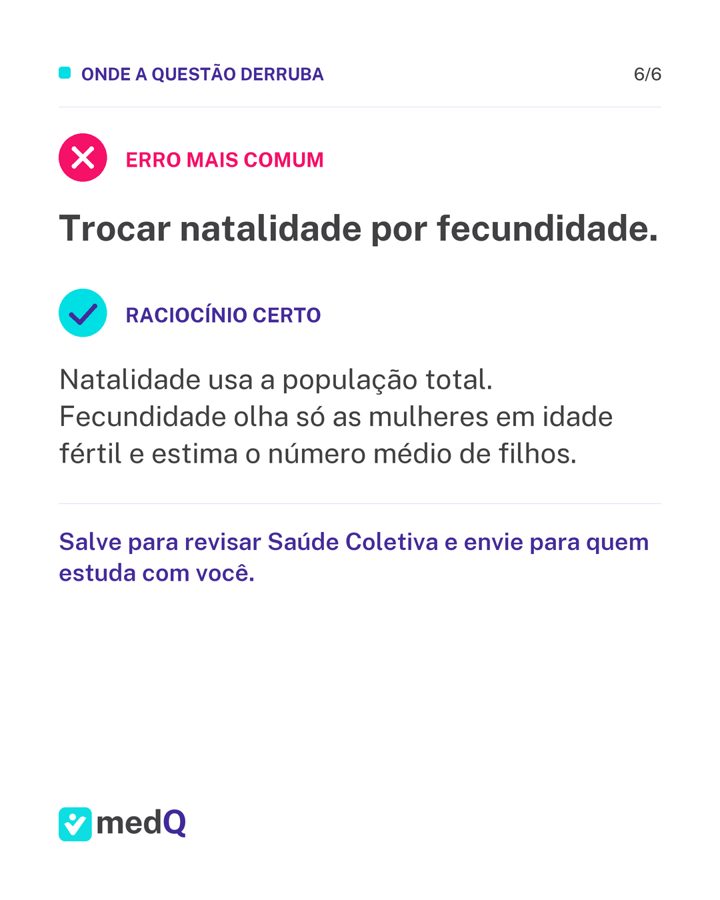 ONDE A QUESTÃO DERRUBA
6/6
ERRO MAIS COMUM
Trocar natalidade por fecundidade.
RACIOCÍNIO CERTO
Natalidade usa a população total.
Fecundidade olha só as mulheres em idade
fértil e estima o número médio de filhos.
Salve para revisar Saúde Coletiva e envie para quem
estuda com você.
medQ